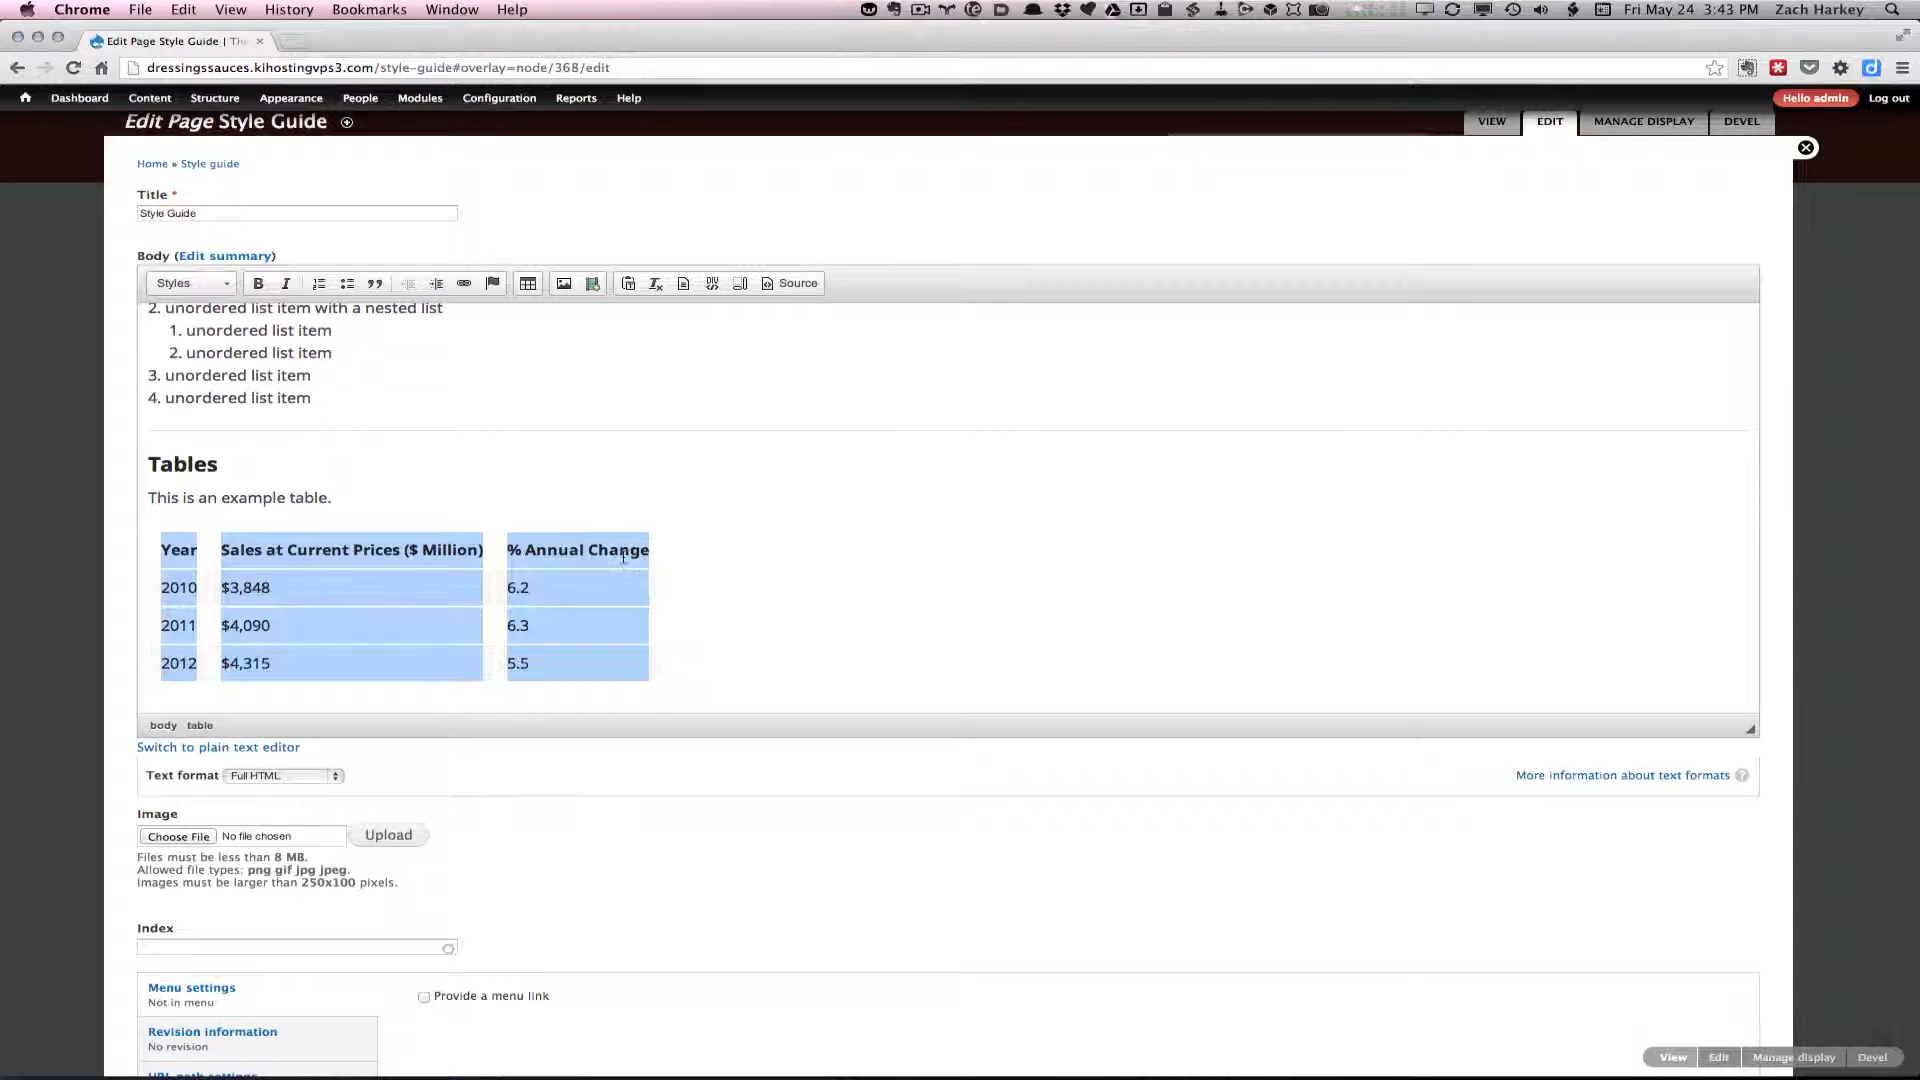 Chrome File Edit View History Bookmarks Window Help Fri May 24 3:43 PM Zach Harkey
Edit Page Style Guide | The
dressingssauces.kihostingvps3.com/style-guide#overlay=node/368/edit
Dashboard Content Structure Appearance People Modules Configuration Reports Help Hello admin Log out
Edit Page Style Guide VIEW EDIT MANAGE DISPLAY DEVEL
Home » Style guide
Title *
Style Guide
Body (Edit summary)
Styles B I Source
2. unordered list item with a nested list
1. unordered list item
2. unordered list item
3. unordered list item
4. unordered list item
Tables
This is an example table.
Year Sales at Current Prices ($ Million) % Annual Change
2010 $3,848 6.2
2011 $4,090 6.3
2012 $4,315 5.5
body table
Switch to plain text editor
Text format Full HTML More information about text formats ?
Image
Choose File No file chosen Upload
Files must be less than 8 MB.
Allowed file types: png gif jpg jpeg.
Images must be larger than 250x100 pixels.
Index
Menu settings
Not in menu
Provide a menu link
Revision information
No revision
URL path settings
View Edit Manage display Devel